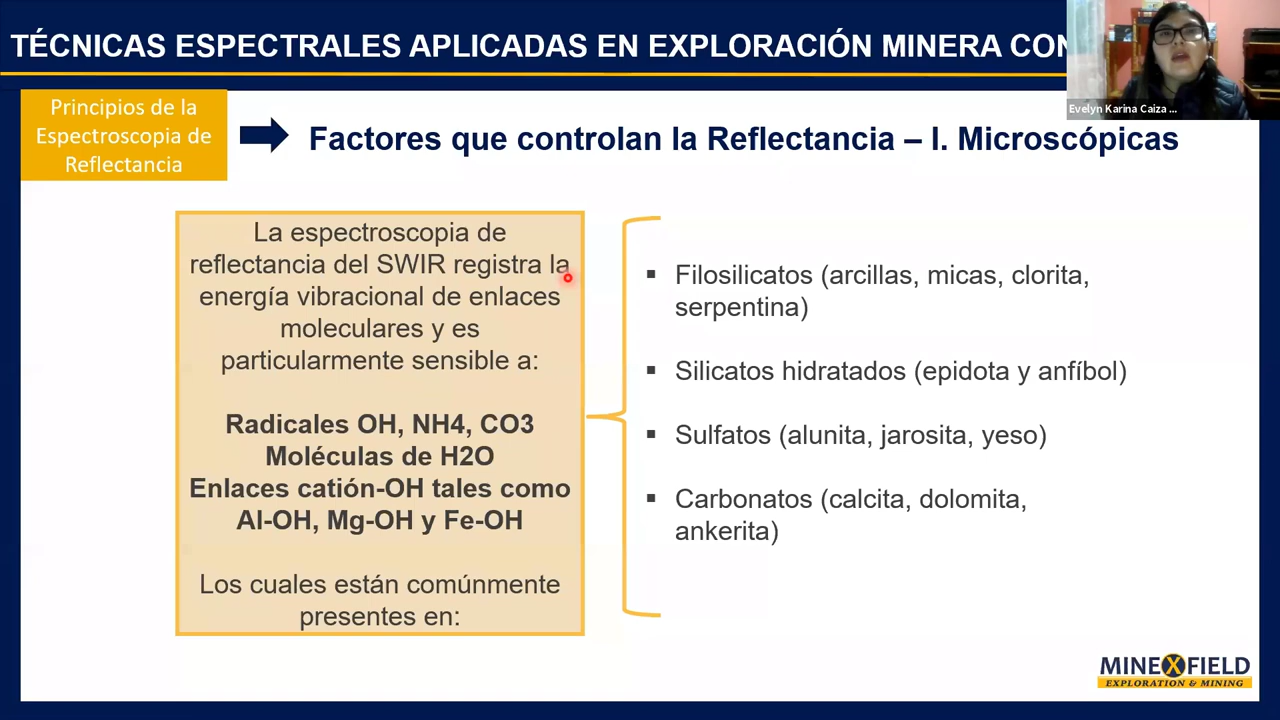 TÉCNICAS ESPECTRALES APLICADAS EN EXPLORACIÓN MINERA CON
Evelyn Karina Caiza ...
Principios de la
Espectroscopia de
Reflectancia
Factores que controlan la Reflectancia – I. Microscópicas
La espectroscopia de
reflectancia del SWIR registra la
energía vibracional de enlaces
moleculares y es
particularmente sensible a:
Radicales OH, NH4, CO3
Moléculas de H2O
Enlaces catión-OH tales como
Al-OH, Mg-OH y Fe-OH
Los cuales están comúnmente
presentes en:
▪ Filosilicatos (arcillas, micas, clorita,
serpentina)
▪ Silicatos hidratados (epidota y anfíbol)
▪ Sulfatos (alunita, jarosita, yeso)
▪ Carbonatos (calcita, dolomita,
ankerita)
MINEXFIELD
EXPLORATION & MINING